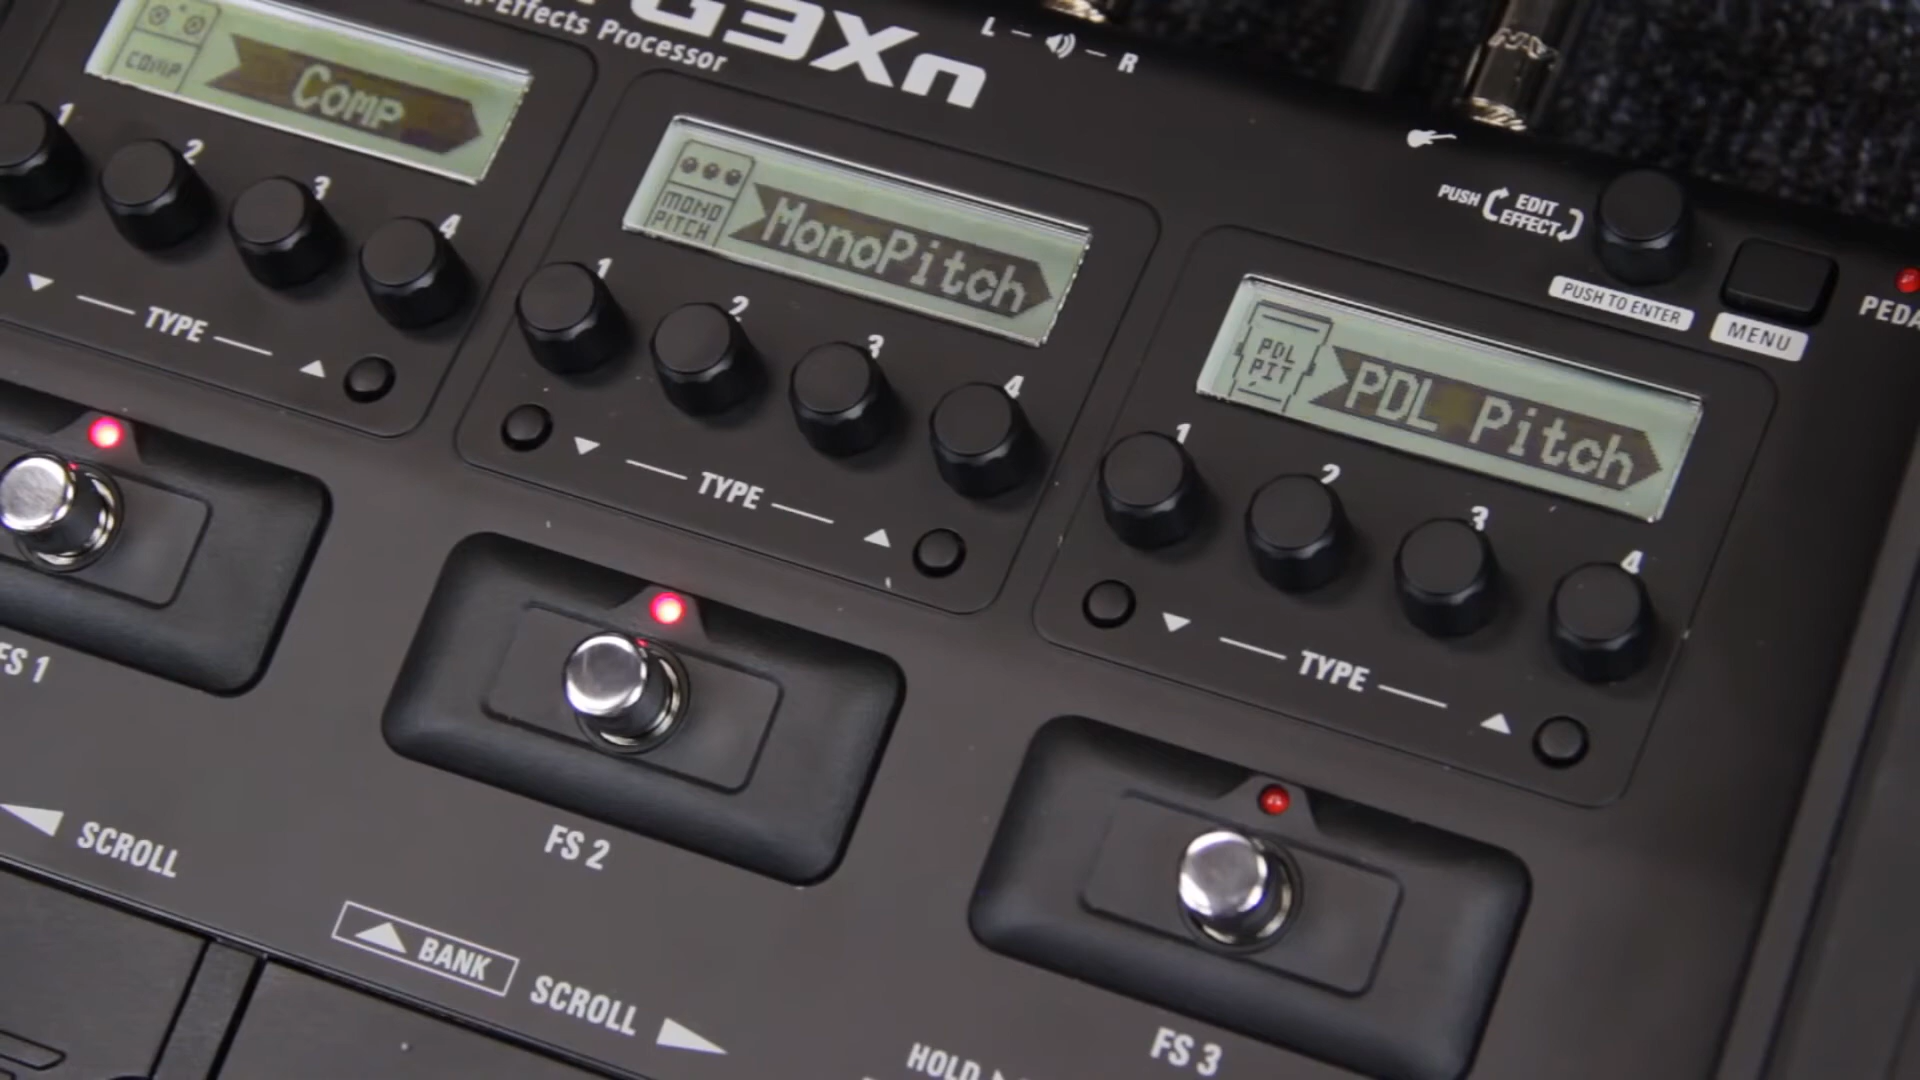 G3Xn
-Effects Processor
L R
COMP
Comp
1 2 3 4
TYPE
MONO PITCH
MonoPitch
1 2 3 4
TYPE
PUSH EDIT EFFECT
PUSH TO ENTER
MENU
PDL PIT
PDL Pitch
1 2 3 4
TYPE
FS 1
SCROLL
FS 2
BANK
SCROLL
FS 3
HOLD